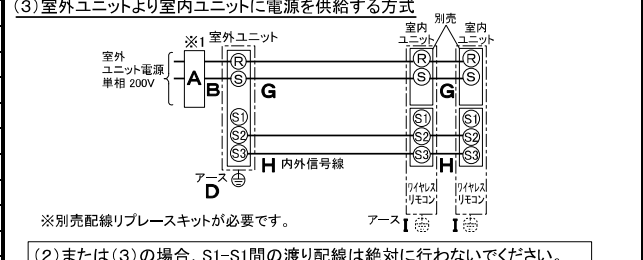 (3)室外ユニットより室内ユニットに電源を供給する方式
※1
室外ユニット
別売
室内
ユニット
室内
ユニット
室外
ユニット電源
単相 200V
A
B
R
S
G
R
S
G
R
S
S1
S2
S3
S1
S2
S3
S1
S2
S3
H 内外信号線
H
アース
D
ワイヤレス
リモコン
ワイヤレス
リモコン
※別売配線リプレースキットが必要です。
アース I
I
(2)または(3)の場合、S1-S1間の渡り配線は絶対に行わないでください。